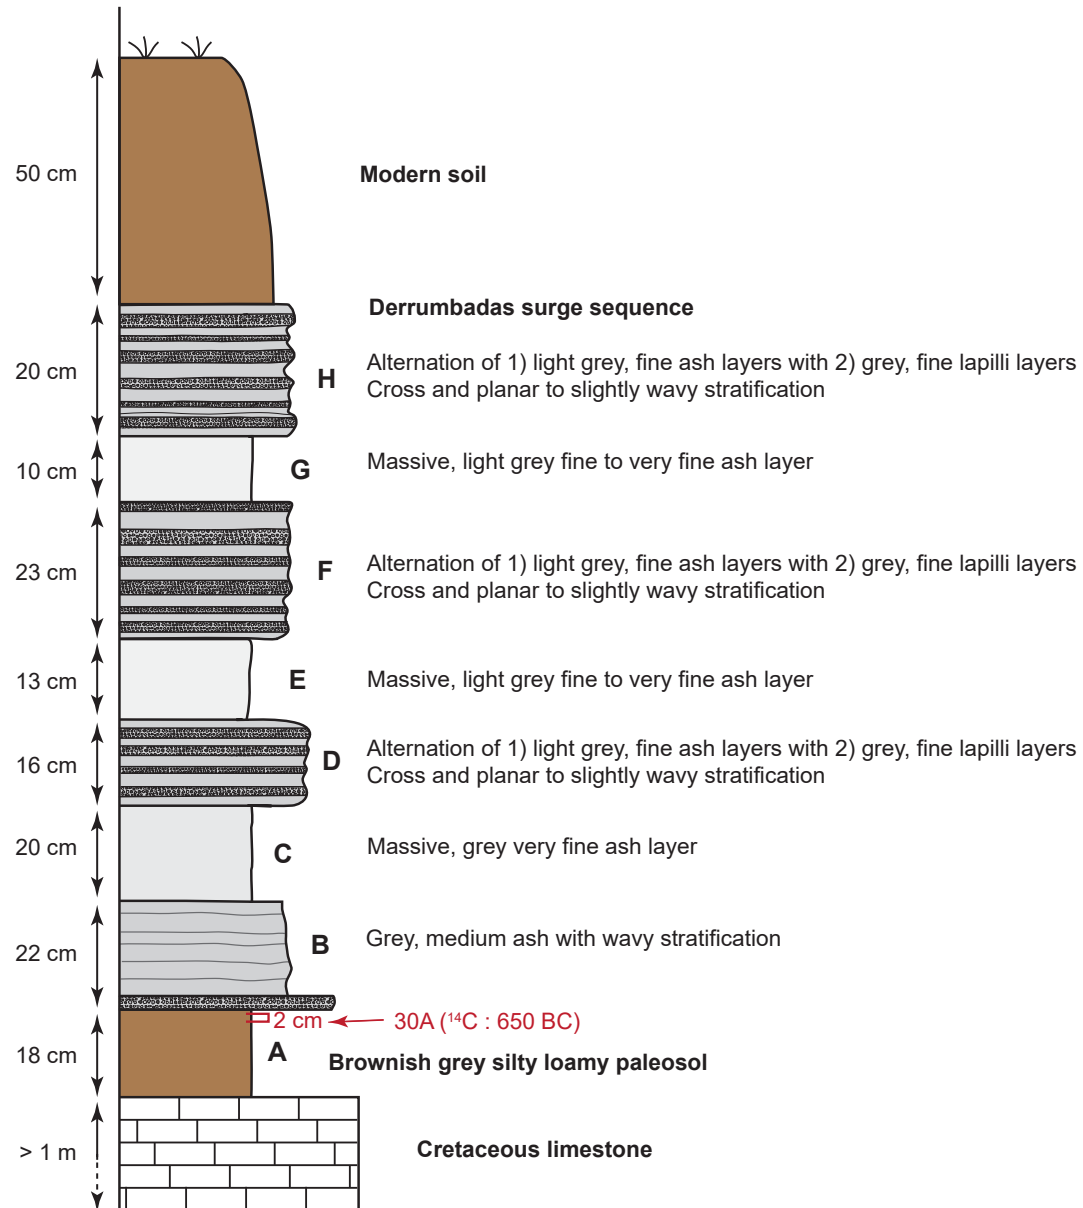 50 cm
Modern soil
Derrumbadas surge sequence
20 cm
H
Alternation of 1) light grey, fine ash layers with 2) grey, fine lapilli layers
Cross and planar to slightly wavy stratification
10 cm
G
Massive, light grey fine to very fine ash layer
23 cm
F
Alternation of 1) light grey, fine ash layers with 2) grey, fine lapilli layers
Cross and planar to slightly wavy stratification
13 cm
E
Massive, light grey fine to very fine ash layer
16 cm
D
Alternation of 1) light grey, fine ash layers with 2) grey, fine lapilli layers
Cross and planar to slightly wavy stratification
20 cm
C
Massive, grey very fine ash layer
22 cm
B
Grey, medium ash with wavy stratification
2 cm
30A (¹⁴C : 650 BC)
18 cm
A
Brownish grey silty loamy paleosol
> 1 m
Cretaceous limestone